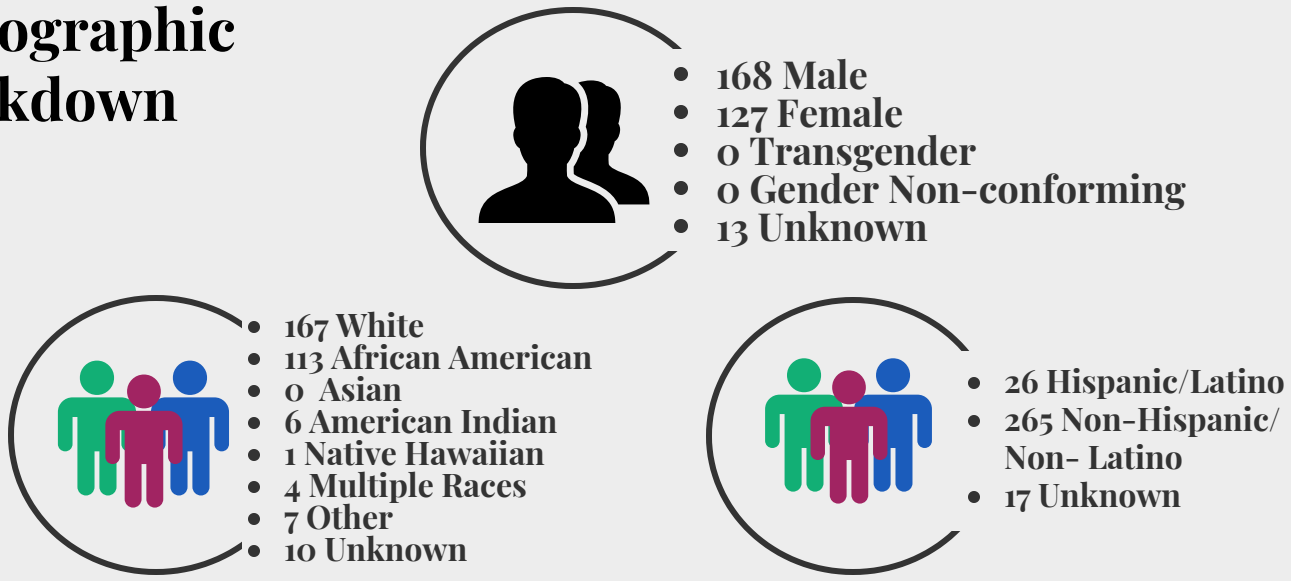 ographic
kdown
168 Male
127 Female
0 Transgender
0 Gender Non-conforming
13 Unknown
167 White
113 African American
0 Asian
6 American Indian
1 Native Hawaiian
4 Multiple Races
7 Other
10 Unknown
26 Hispanic/Latino
265 Non-Hispanic/
Non- Latino
17 Unknown